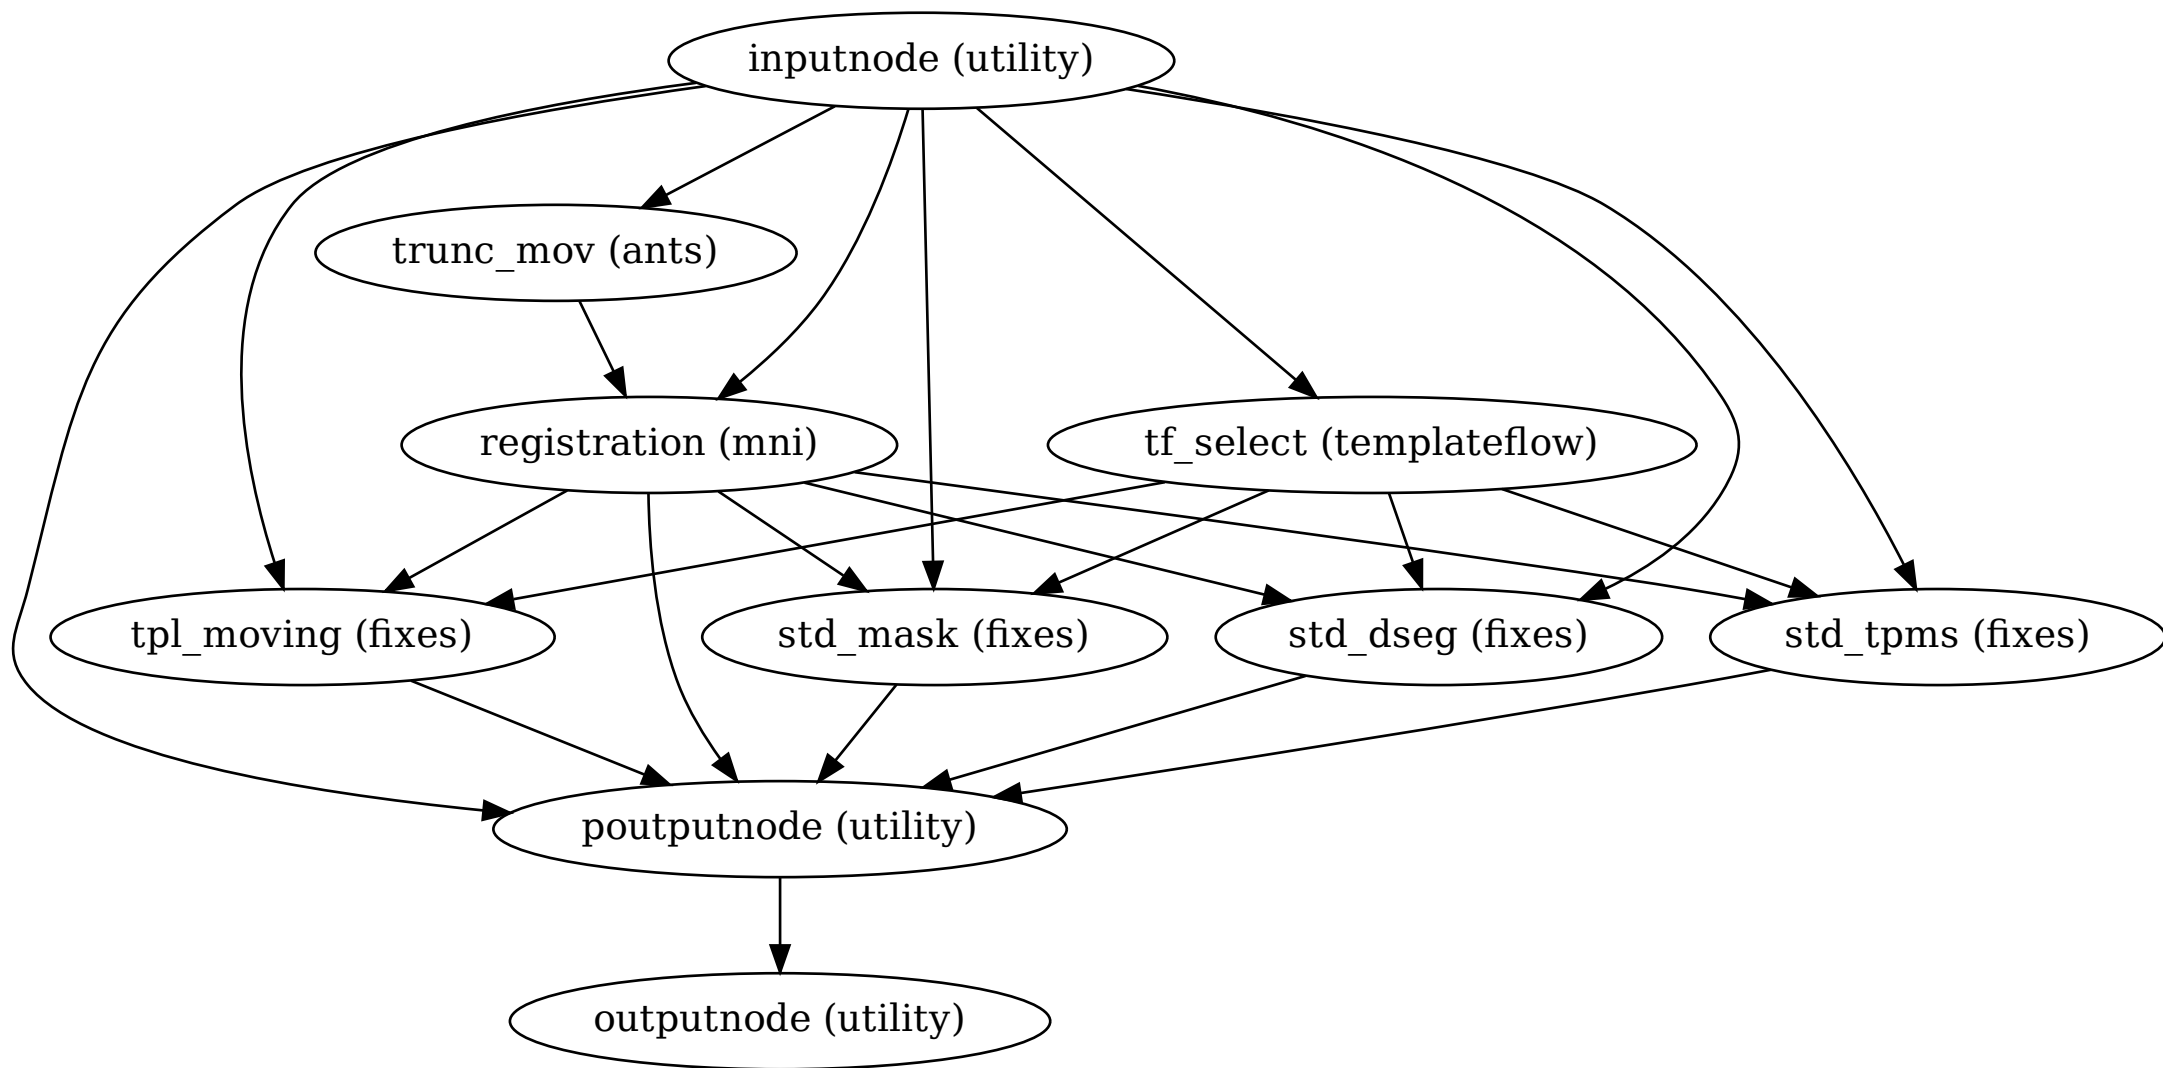 inputnode (utility)
trunc_mov (ants)
registration (mni)
tf_select (templateflow)
tpl_moving (fixes)
std_mask (fixes)
std_dseg (fixes)
std_tpms (fixes)
poutputnode (utility)
outputnode (utility)